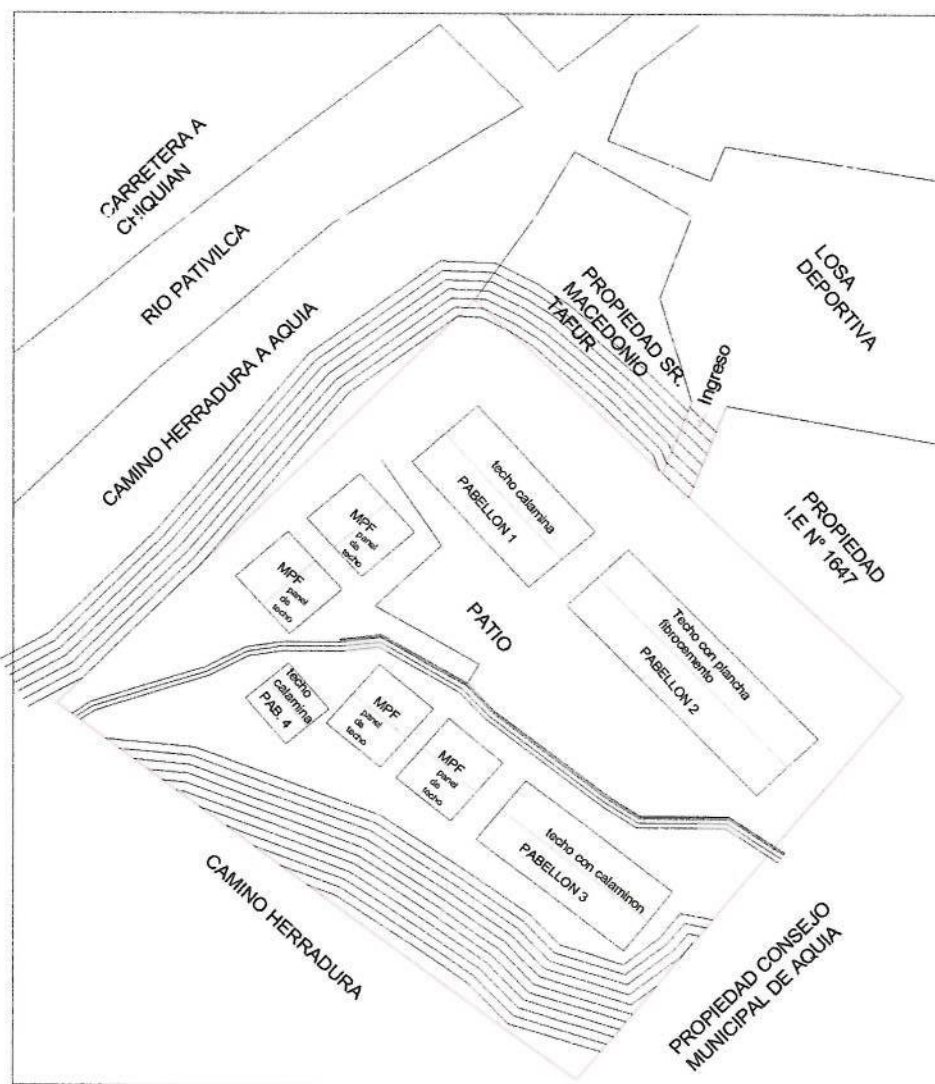 CARRETERA A
CHIQUIAN
RIO PATIVILCA
CAMINO HERRADURA A AQUIA
PROPIEDAD SR.
MACEDONIO
TAFUR
Ingreso
LOSA
DEPORTIVA
PROPIEDAD
I.E N° 1647
techo calamina
PABELLON 1
MPF
panel
de
techo
MPF
panel
de
techo
PATIO
Techo con plancha
fibrocemento
PABELLON 2
techo
calamina
PAB. 4
MPF
panel
de
techo
MPF
panel
de
techo
techo con calaminon
PABELLON 3
CAMINO HERRADURA
PROPIEDAD CONSEJO
MUNICIPAL DE AQUIA